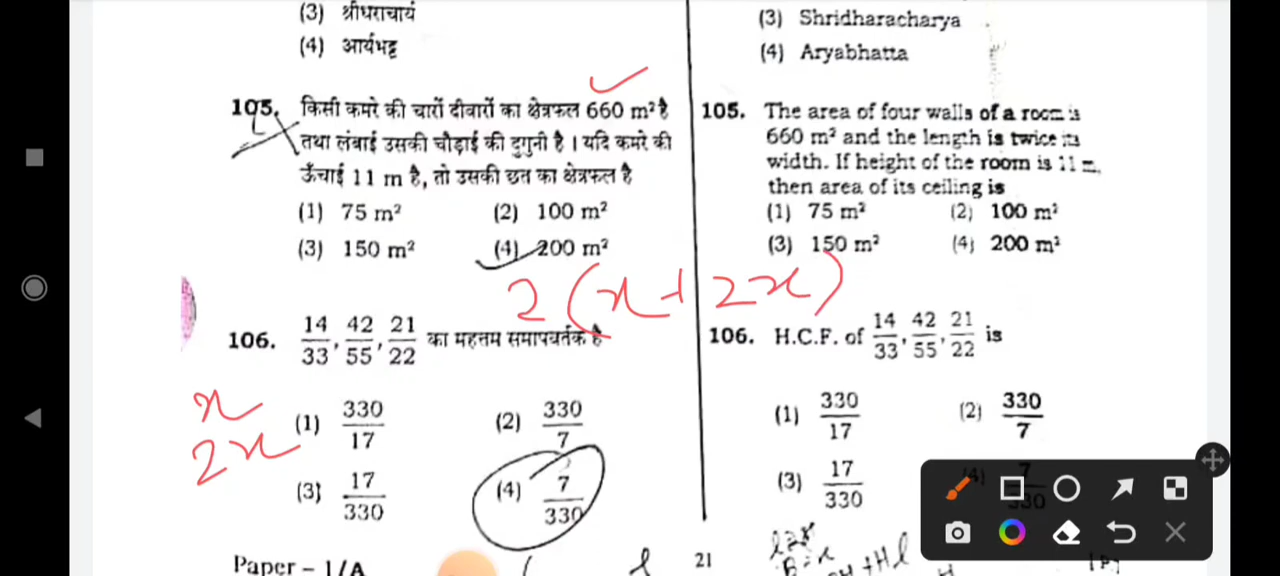 (3) श्रीधराचार्य
(4) आर्यभट्ट
105. किसी कमरे की चारों दीवारों का क्षेत्रफल 660 m² है
तथा लंबाई उसकी चौड़ाई की दुगुनी है । यदि कमरे की
ऊँचाई 11 m है, तो उसकी छत का क्षेत्रफल है
(1) 75 m² (2) 100 m²
(3) 150 m² (4) 200 m²
2 (x + 2x)
106. 14/33, 42/55, 21/22 का महत्तम समापवर्तक है
x
2x
(1) 330/17 (2) 330/7
(3) 17/330 (4) 7/330
Paper – 1/A
(3) Shridharacharya
(4) Aryabhatta
105. The area of four walls of a room is
660 m² and the length is twice its
width. If height of the room is 11 m,
then area of its ceiling is
(1) 75 m² (2) 100 m²
(3) 150 m² (4) 200 m²
106. H.C.F. of 14/33, 42/55, 21/22 is
(1) 330/17 (2) 330/7
(3) 17/330 (4) 7/330
21